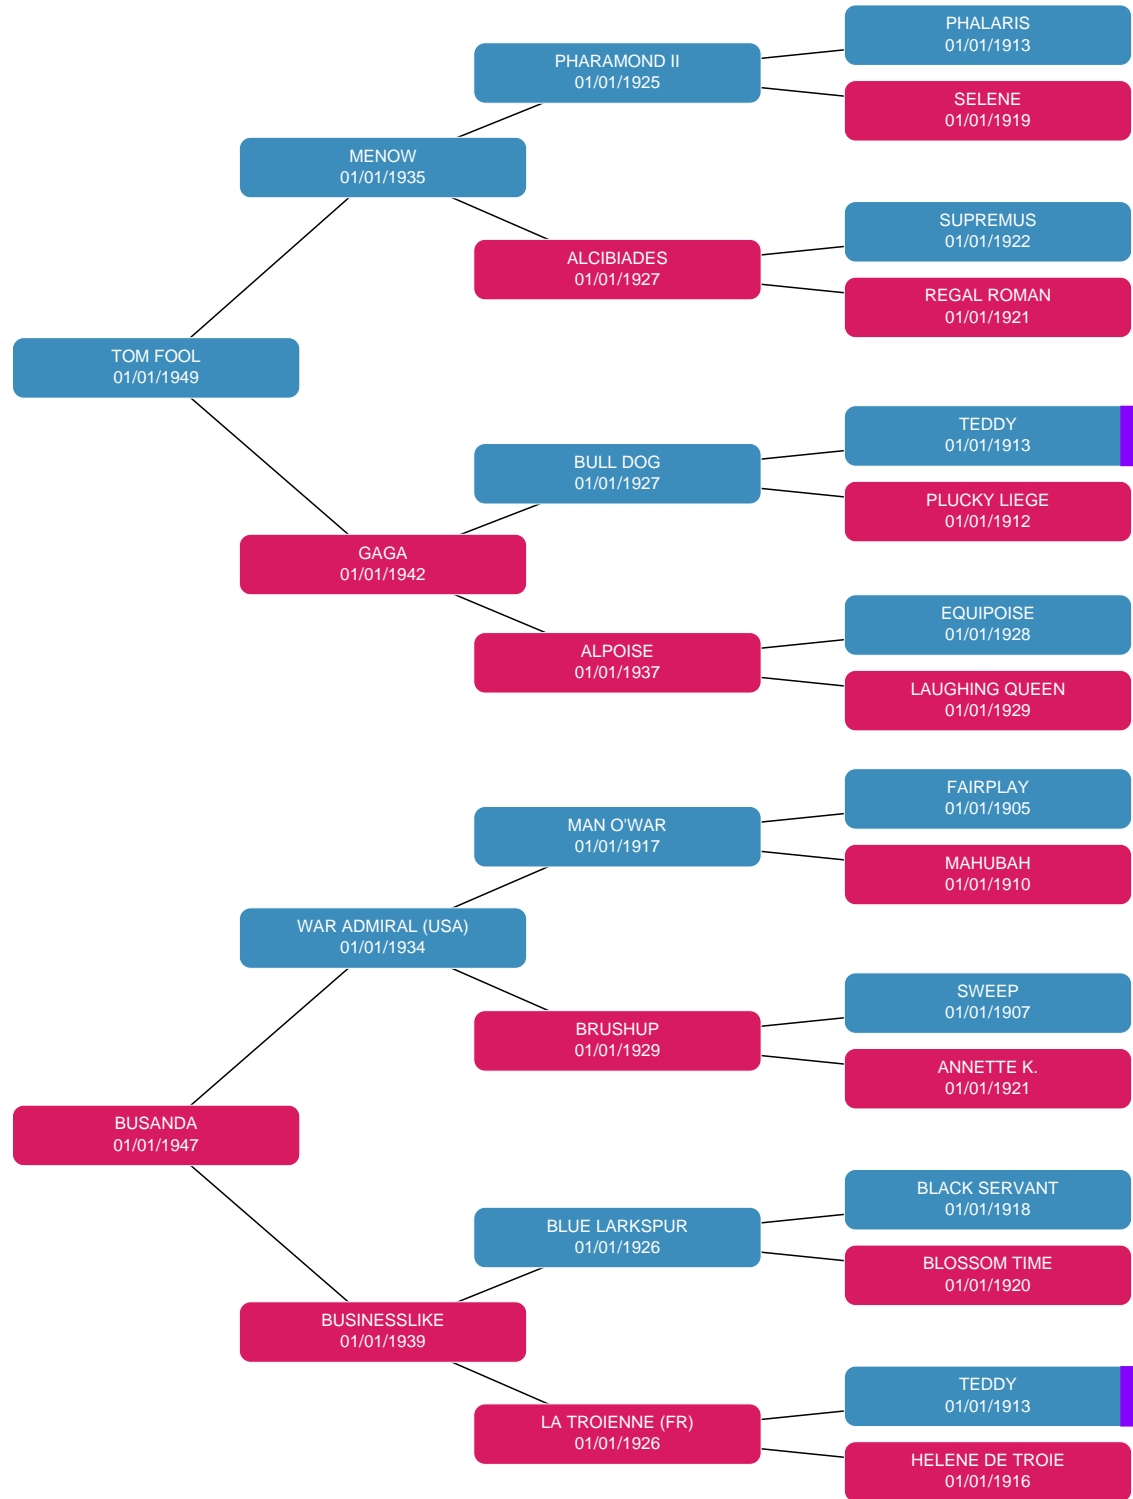 PHALARIS
01/01/1913
PHARAMOND II
01/01/1925
SELENE
01/01/1919
MENOW
01/01/1935
SUPREMUS
01/01/1922
ALCIBIADES
01/01/1927
REGAL ROMAN
01/01/1921
TOM FOOL
01/01/1949
TEDDY
01/01/1913
BULL DOG
01/01/1927
PLUCKY LIEGE
01/01/1912
GAGA
01/01/1942
EQUIPOISE
01/01/1928
ALPOISE
01/01/1937
LAUGHING QUEEN
01/01/1929
FAIRPLAY
01/01/1905
MAN O'WAR
01/01/1917
MAHUBAH
01/01/1910
WAR ADMIRAL (USA)
01/01/1934
SWEEP
01/01/1907
BRUSHUP
01/01/1929
ANNETTE K.
01/01/1921
BUSANDA
01/01/1947
BLACK SERVANT
01/01/1918
BLUE LARKSPUR
01/01/1926
BLOSSOM TIME
01/01/1920
BUSINESSLIKE
01/01/1939
TEDDY
01/01/1913
LA TROIENNE (FR)
01/01/1926
HELENE DE TROIE
01/01/1916